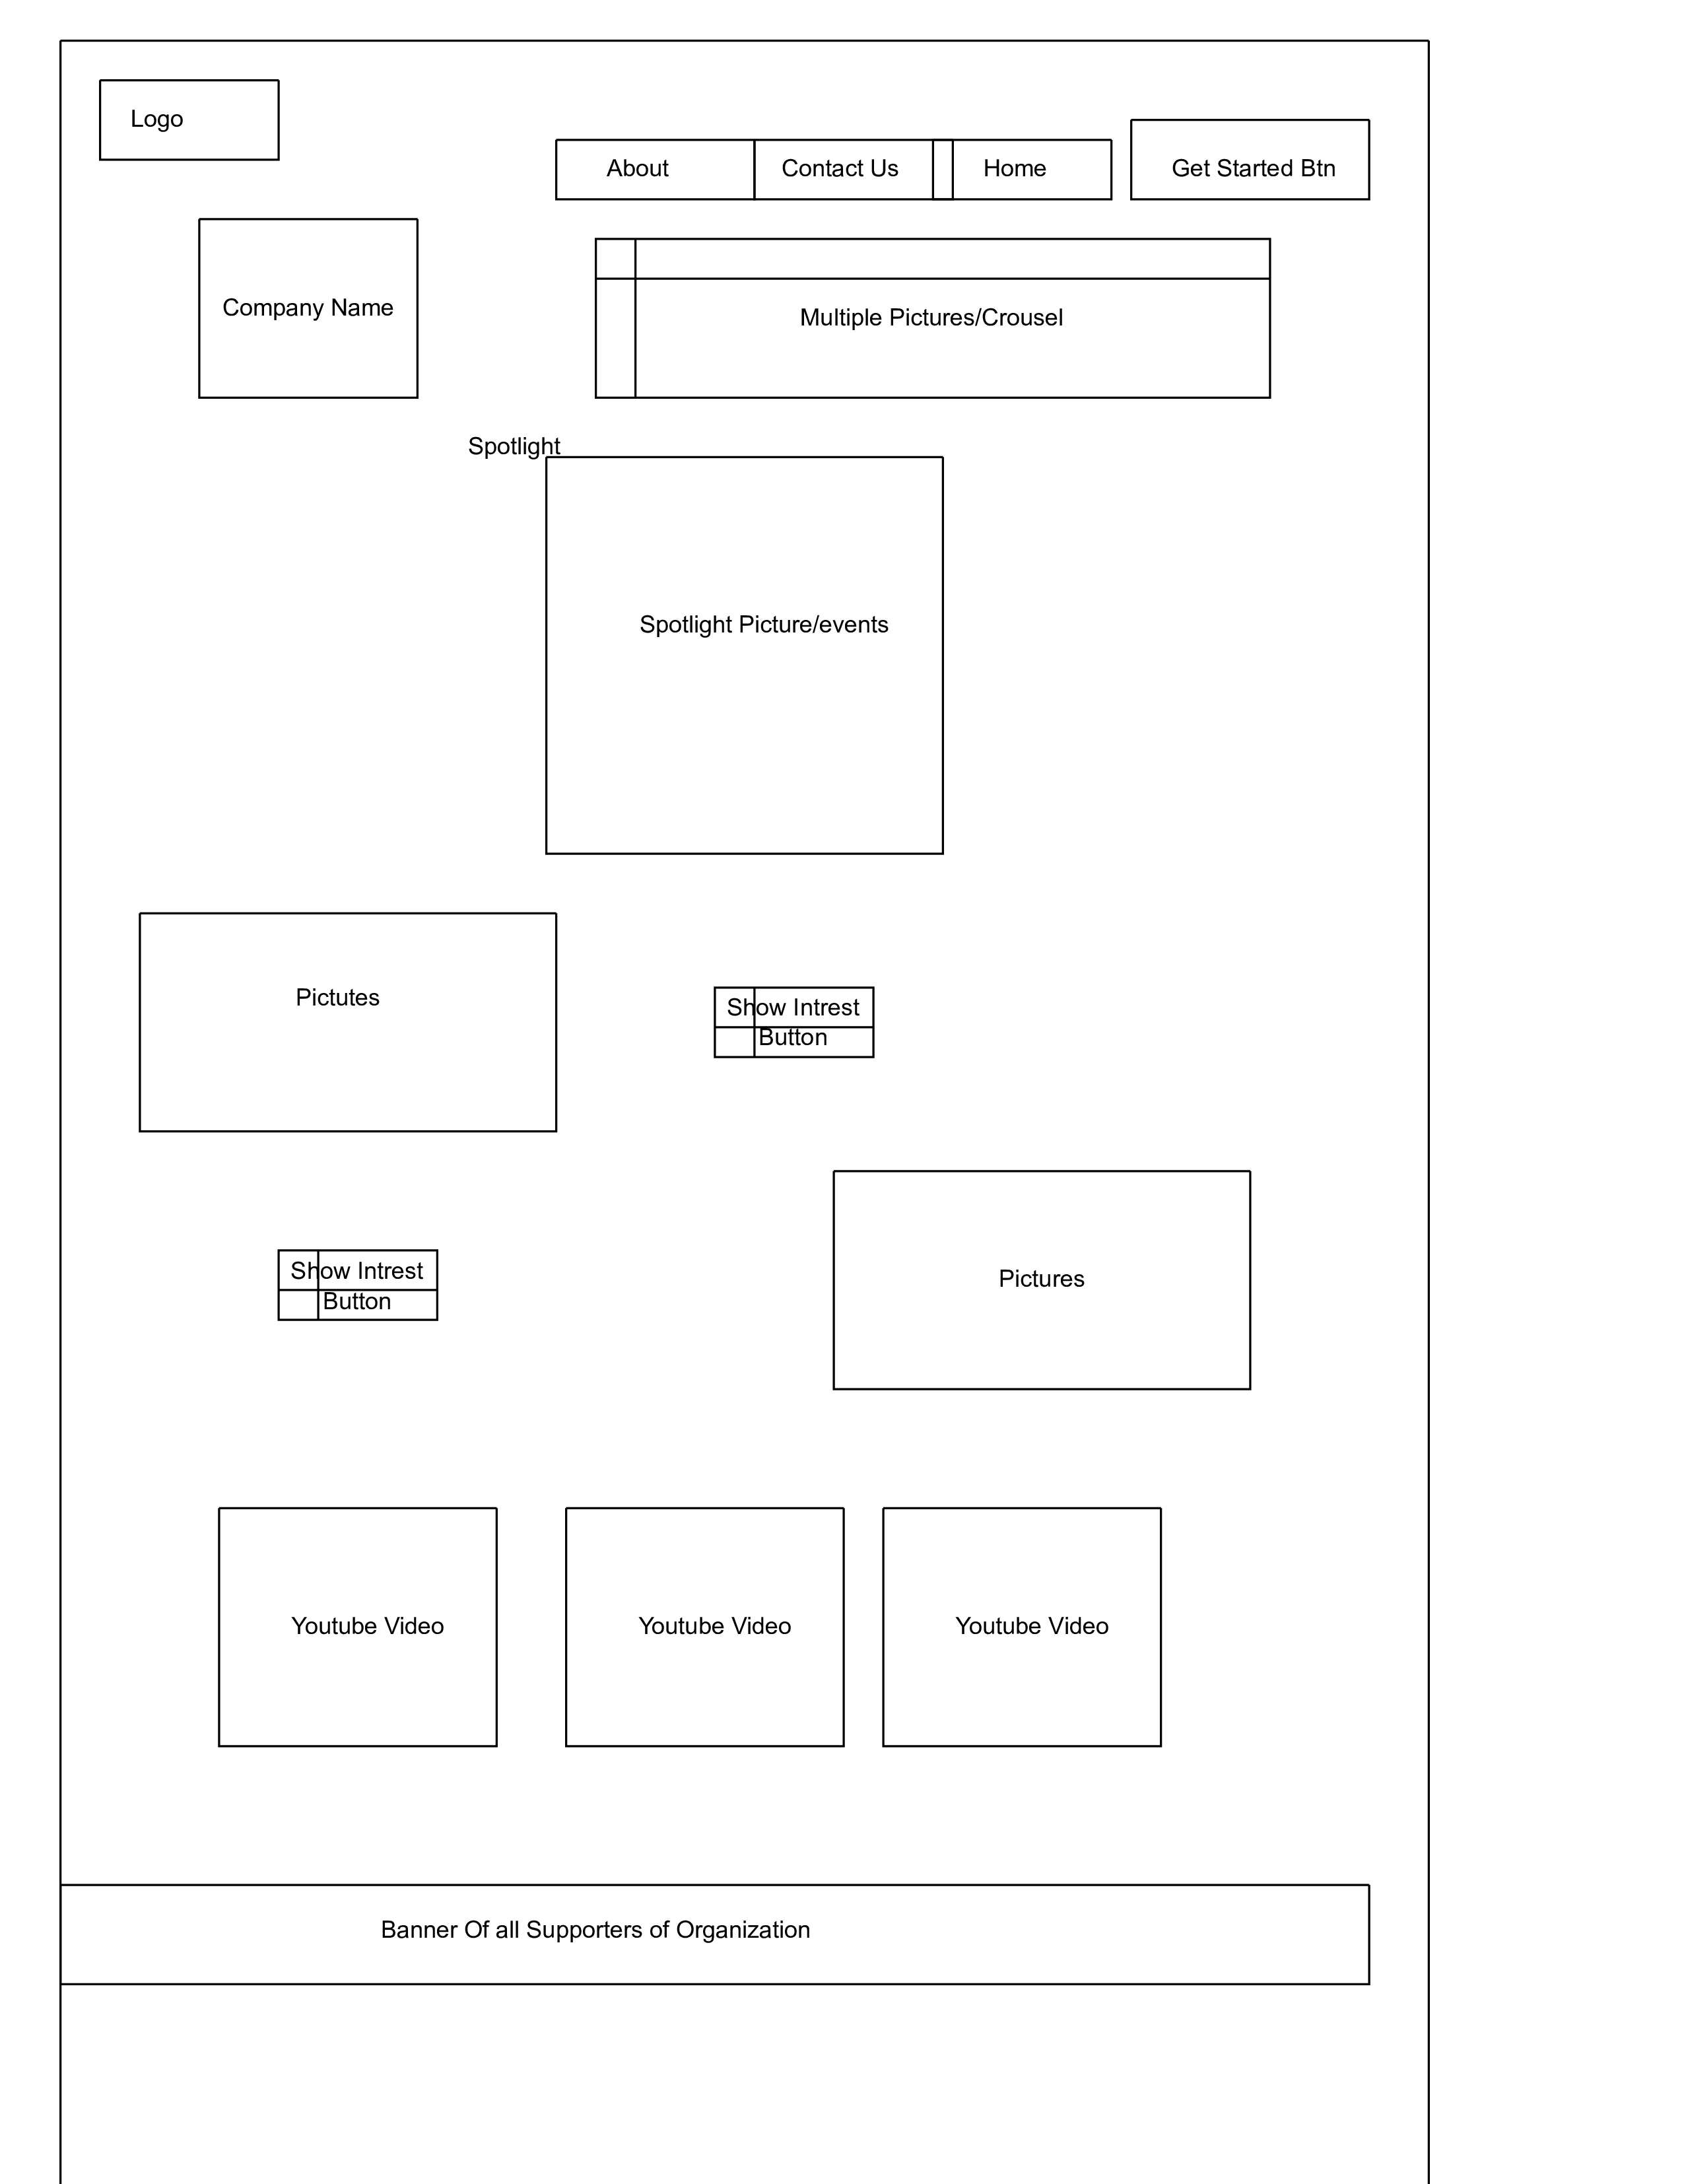 Logo
About
Contact Us
Home
Get Started Btn
Company Name
Multiple Pictures/Crousel
Spotlight
Spotlight Picture/events
Pictutes
Show Intrest
Button
Show Intrest
Button
Pictures
Youtube Video
Youtube Video
Youtube Video
Banner Of all Supporters of Organization